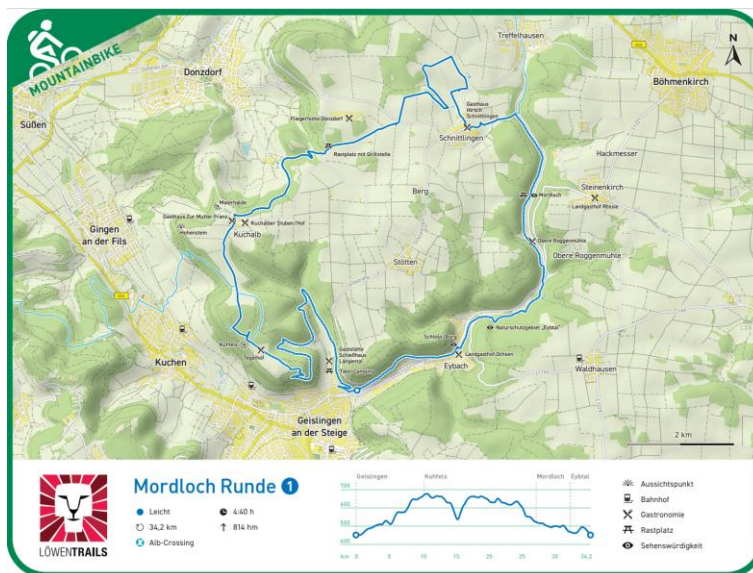 MOUNTAINBIKE
Treffelhausen
N
Donzdorf
Böhmenkirch
Süßen
Fliegerhütte Donzdorf
Gasthaus
Hirsch
Schnittlingen
Schnittlingen
Rastplatz mit Grillstelle
Hackmesser
Steinenkirch
Berg
Mordloch
Landgasthof Rössle
Maierhalde
Gasthaus Zur Mutter Franz
Kuchalber Stuben/Hof
Gingen
an der Fils
Hohenstein
Kuchalb
Obere Roggenmühle
Obere Roggenmühle
Stötten
Naturschutzgebiet „Eybtal“
Schloss/Burg
Kuhfels
Tegelhof
Gaststätte
Schießhaus
Längental
Landgasthof Ochsen
Kuchen
Eybach
Waldhausen
Geislingen
an der Steige
2 km
LÖWENTRAILS
Mordloch Runde 1
Leicht
4:40 h
34,2 km
814 hm
Alb-Crossing
Geislingen
Kuhfels
Mordloch
Eybtal
700
600
500
400
km
0
5
10
15
20
25
30
34,2
Aussichtspunkt
Bahnhof
Gastronomie
Rastplatz
Sehenswürdigkeit